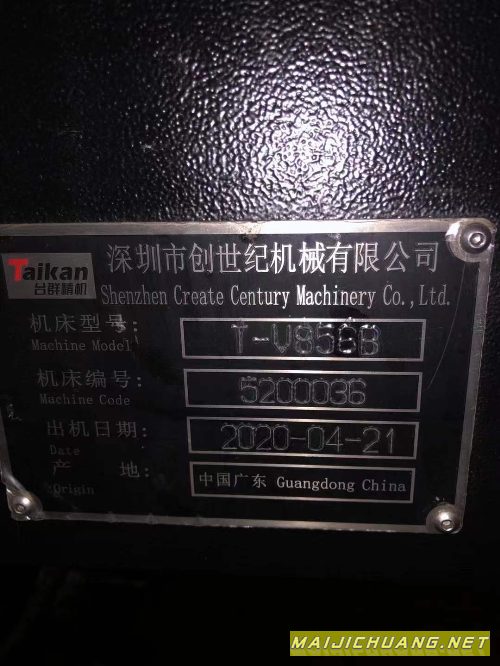 Taikan
台群精机
深圳市创世纪机械有限公司
Shenzhen Create Century Machinery Co.,Ltd.
机床型号:
Machine Model
机床编号:
Machine Code
5200036
出机日期:
Date
2020-04-21
产 地:
Origin
中国广东 Guangdong China
MAIJICHUANG.NET